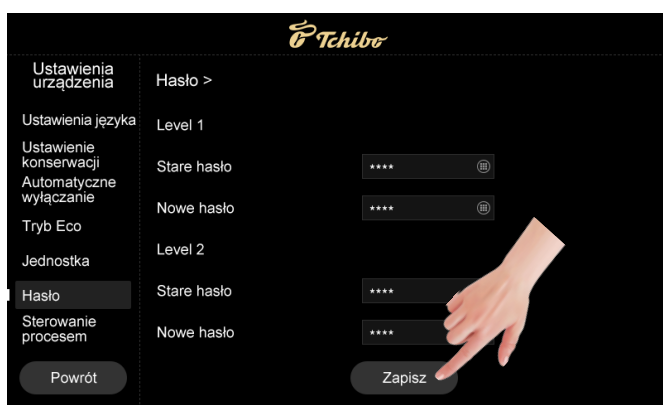 Tchibo
Ustawienia
urządzenia
Ustawienia języka
Ustawienie
konserwacji
Automatyczne
wyłączanie
Tryb Eco
Jednostka
Hasło
Sterowanie
procesem
Powrót
Hasło >
Level 1
Stare hasło ****
Nowe hasło ****
Level 2
Stare hasło ****
Nowe hasło ****
Zapisz